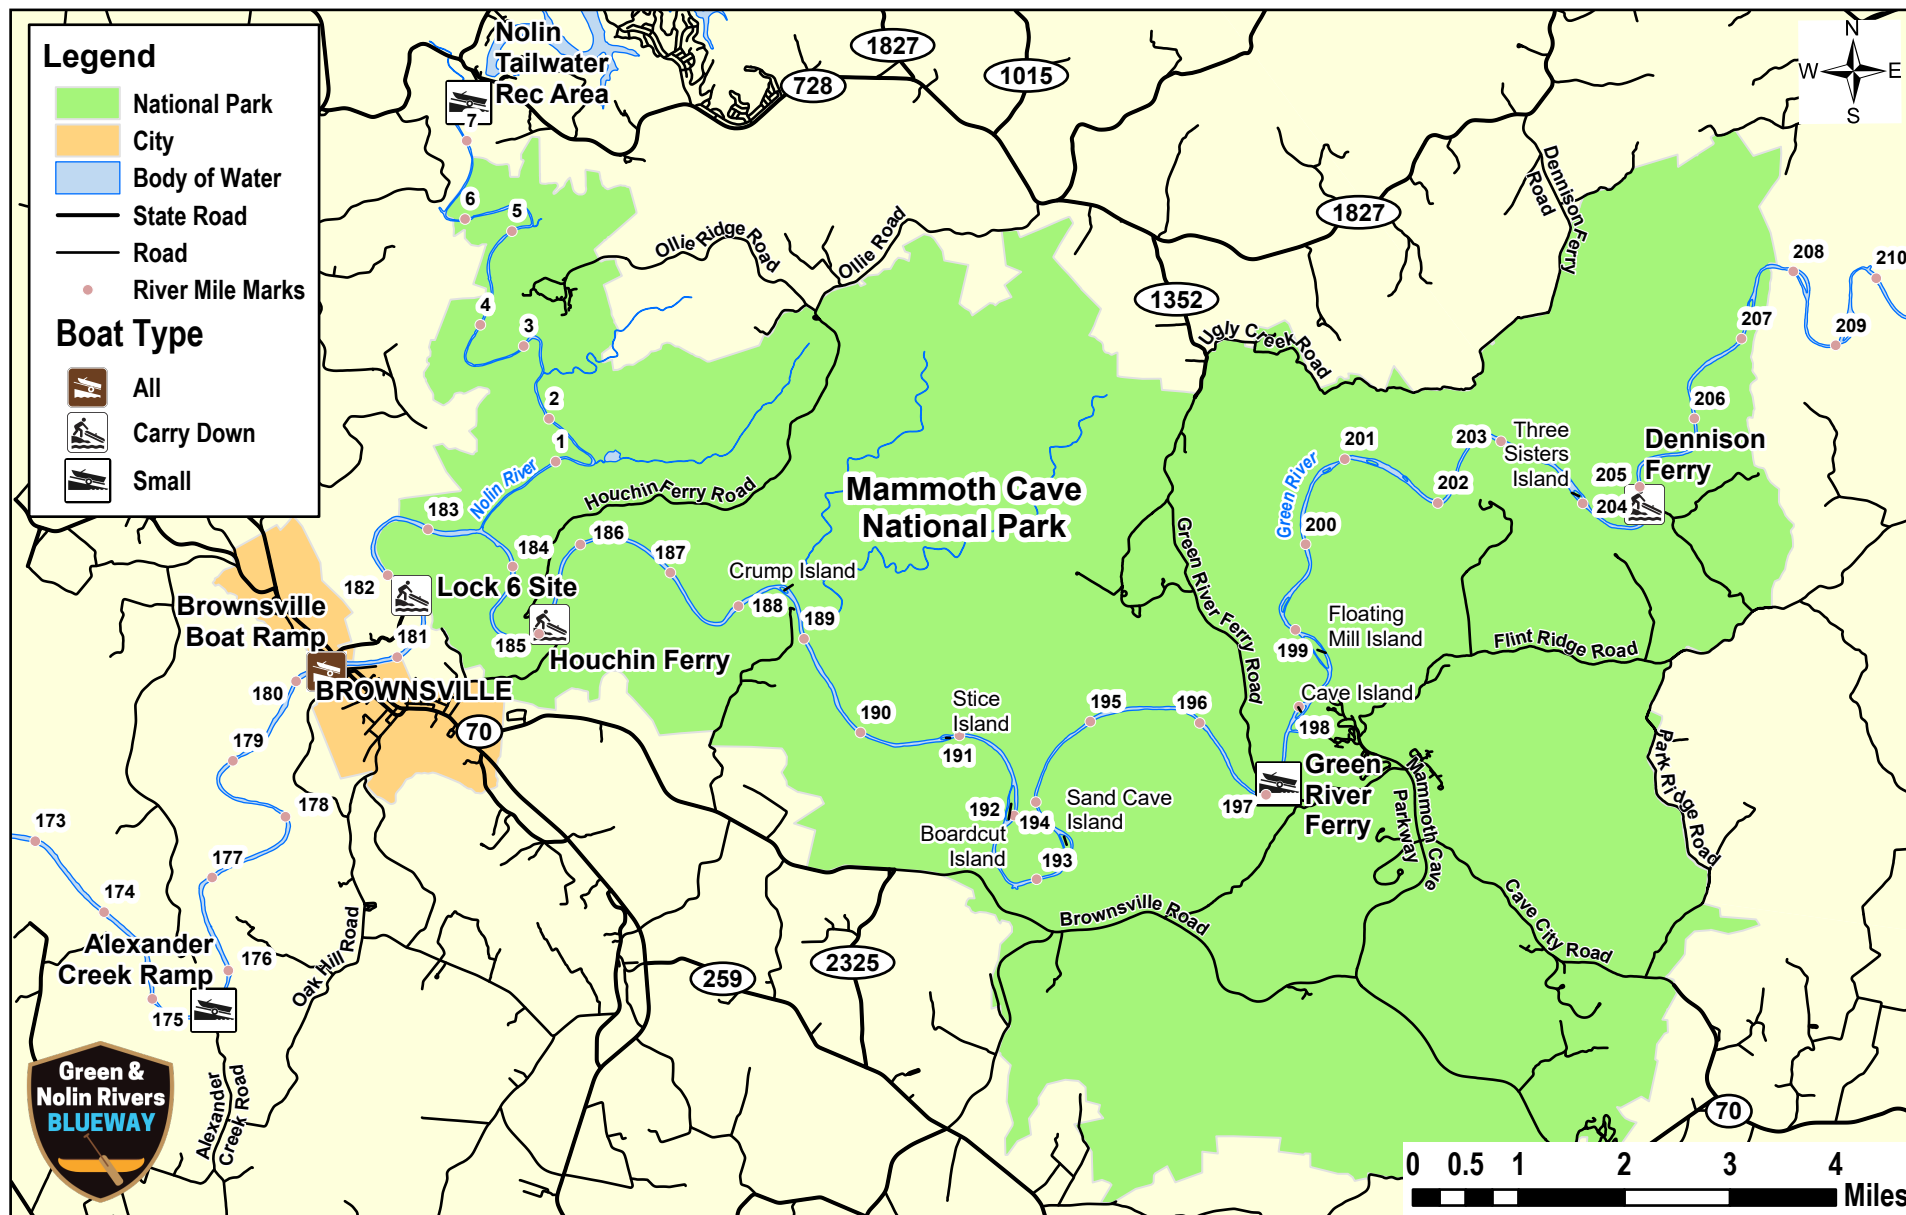 Legend
National Park
City
Body of Water
State Road
Road
River Mile Marks
Boat Type
All
Carry Down
Small
Nolin
Tailwater
Rec Area
1827
1015
728
N
W E
S
7
6
5
4
3
2
1
Ollie Ridge Road
Ollie Road
Dennison Ferry
Road
1827
1352
Ugly Creek Road
208
210
207
209
206
Dennison
Ferry
205
204
Three
Sisters
Island
203
202
201
Green River
200
Nolin River
Houchin Ferry Road
Mammoth Cave
National Park
Green River Ferry Road
183
184
186
187
182
Lock 6 Site
Crump Island
188
189
Brownsville
Boat Ramp
181
185
Houchin Ferry
Floating
Mill Island
199
Flint Ridge Road
180
BROWNSVILLE
70
190
Stice
Island
191
195
196
Cave Island
198
179
178
Green
River
Ferry
197
Mammoth Cave
Parkway
Park Ridge Road
192
194
Sand Cave
Island
Boardcut
Island
193
173
177
174
Brownsville Road
Cave City Road
Alexander
Creek Ramp
176
Oak Hill Road
259
2325
175
Green &
Nolin Rivers
BLUEWAY
Alexander
Creek Road
70
0 0.5 1 2 3 4
Miles